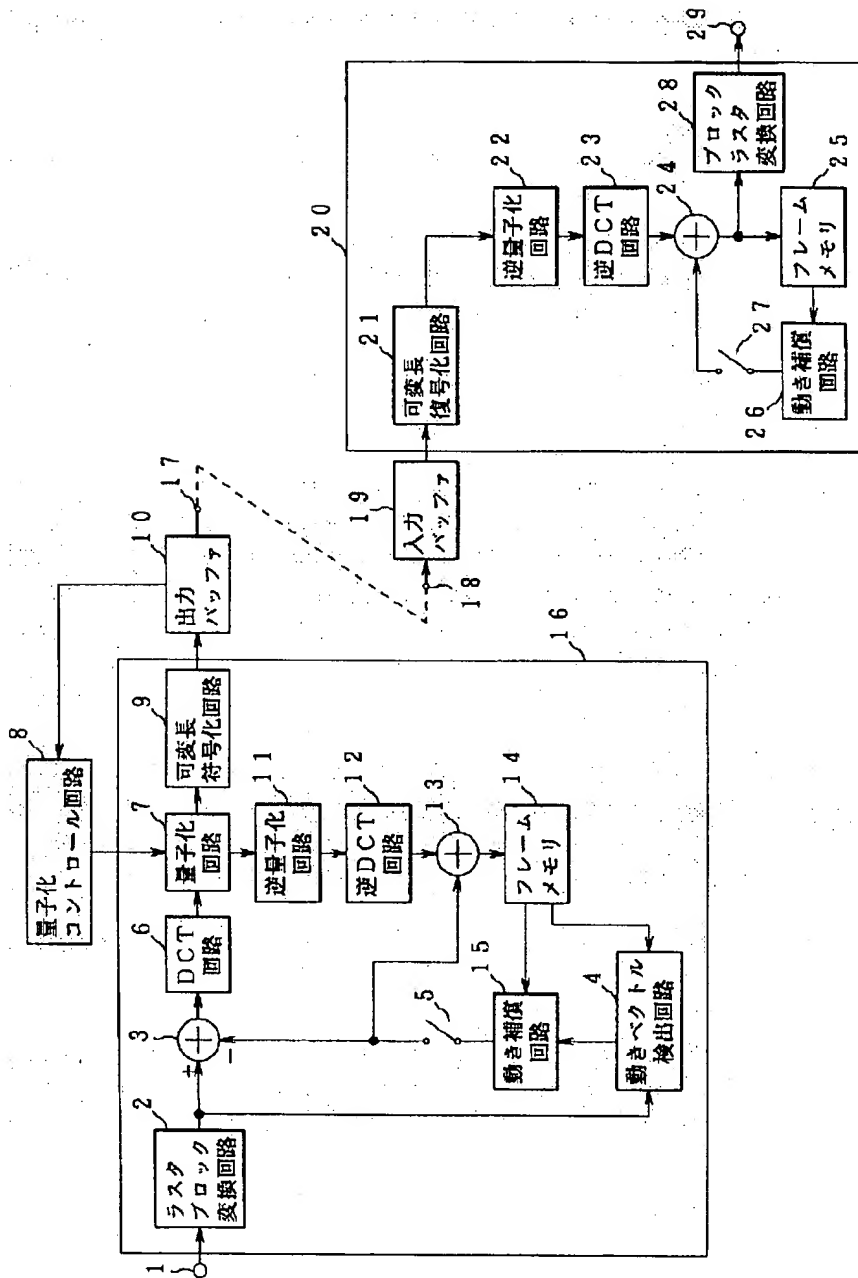 1
2
ラスタ
ブロック
変換回路
3
+
-
6
DCT
回路
7
量子化
回路
8
量子化
コントロール回路
9
可変長
符号化回路
10
出力
バッファ
17
11
逆量子化
回路
12
逆DCT
回路
13
14
フレーム
メモリ
15
動き補償
回路
5
4
動きベクトル
検出回路
16
18
19
入力
バッファ
20
21
可変長
復号化回路
22
逆量子化
回路
23
逆DCT
回路
24
25
フレーム
メモリ
26
動き補償
回路
27
28
ブロック
ラスタ
変換回路
29